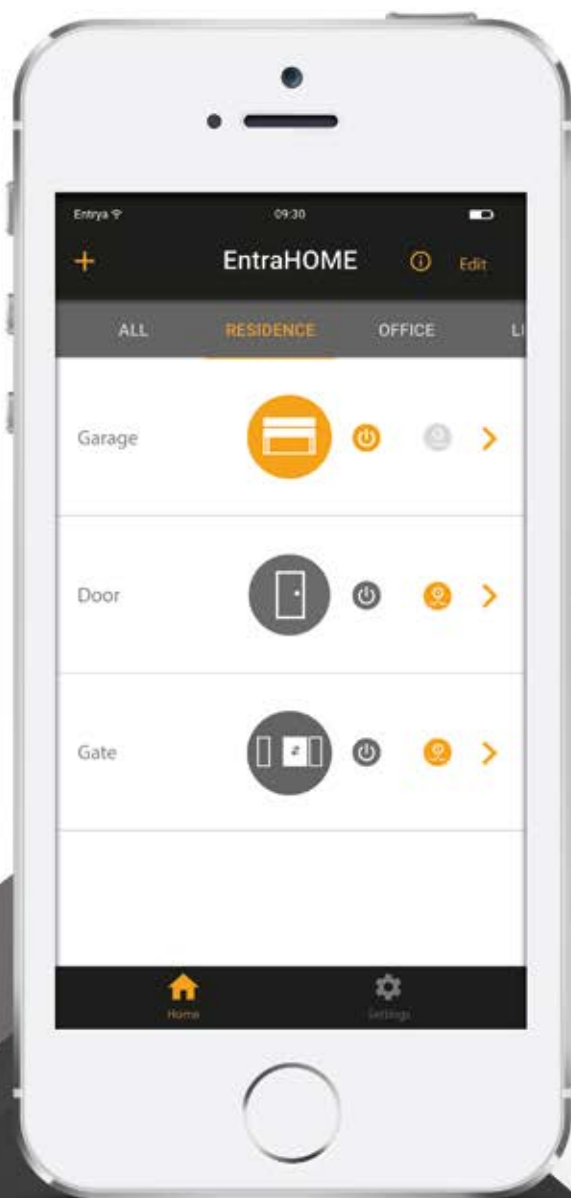 Entrya 09:30
EntraHOME Edit
ALL RESIDENCE OFFICE
Garage
Door
Gate
Home Settings